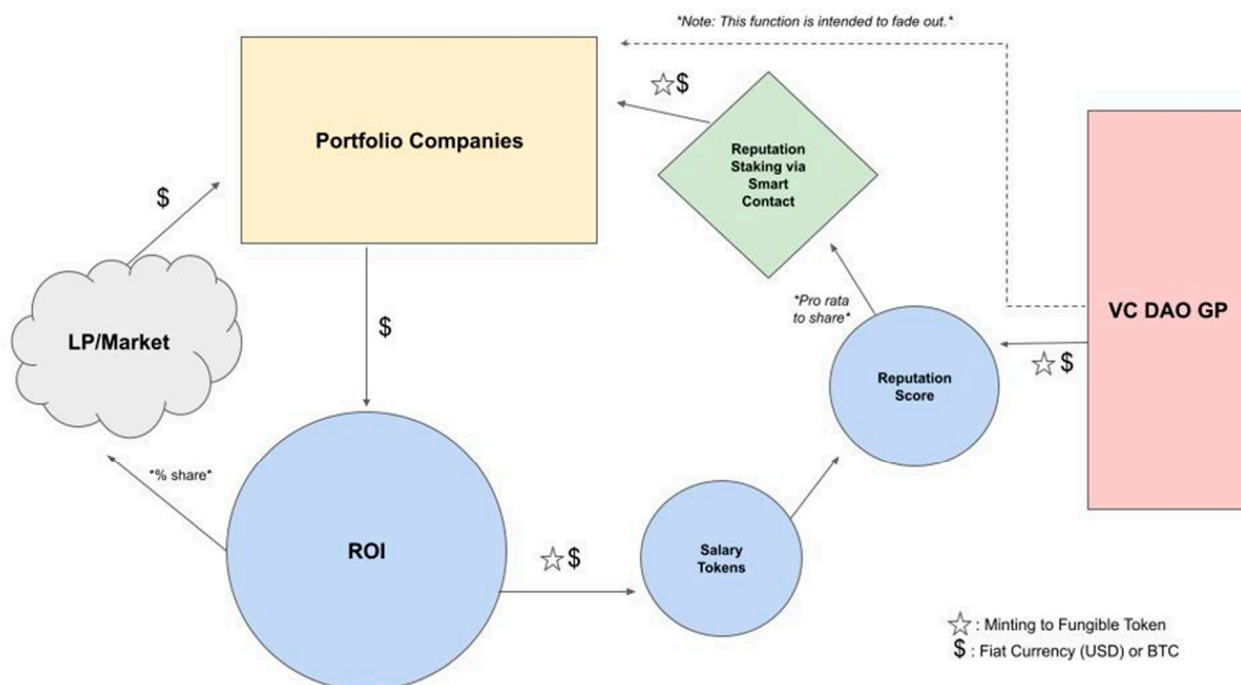 *Note: This function is intended to fade out.*
☆$
Portfolio Companies
Reputation
Staking via
Smart
Contact
$
$
LP/Market
*Pro rata
to share*
VC DAO GP
☆$
Reputation
Score
*% share*
ROI
☆$
Salary
Tokens
☆ : Minting to Fungible Token
$ : Fiat Currency (USD) or BTC